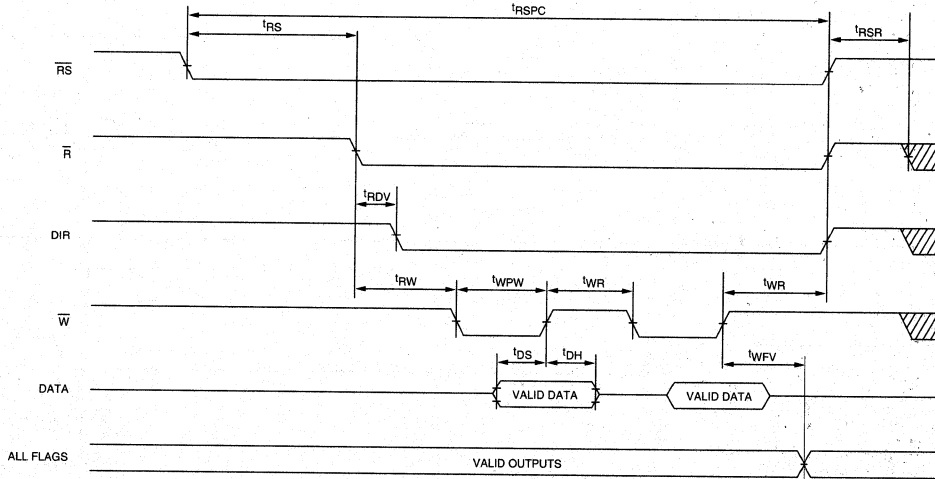 tRSPC
tRS
tRSR
RS
R
tRDV
DIR
tRW
tWPW
tWR
tWR
W
tDS
tDH
tWFV
DATA
VALID DATA
VALID DATA
ALL FLAGS
VALID OUTPUTS